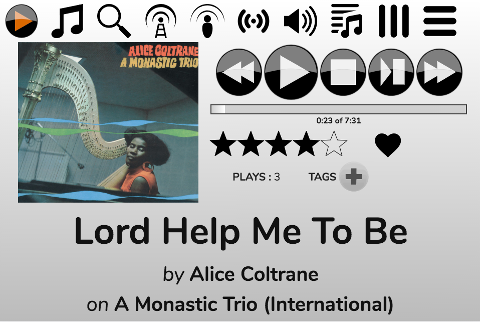 ALICE COLTRANE
A MONASTIC TRIO
0:23 of 7:31
PLAYS : 3 TAGS
Lord Help Me To Be
by Alice Coltrane
on A Monastic Trio (International)